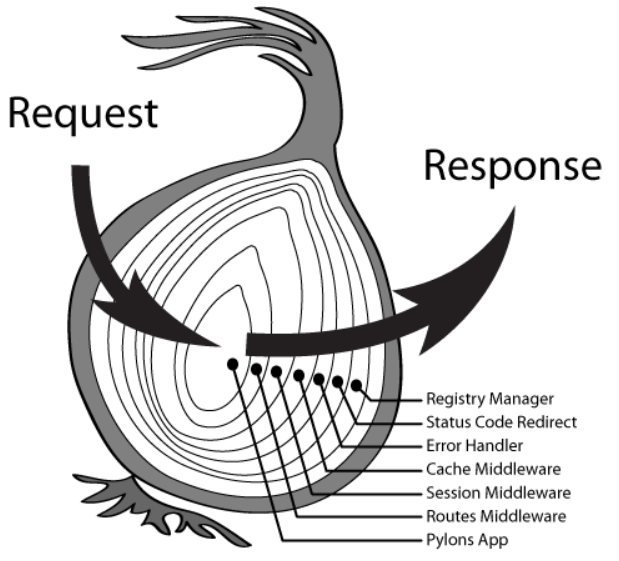 Request
Response
Registry Manager
Status Code Redirect
Error Handler
Cache Middleware
Session Middleware
Routes Middleware
Pylons App